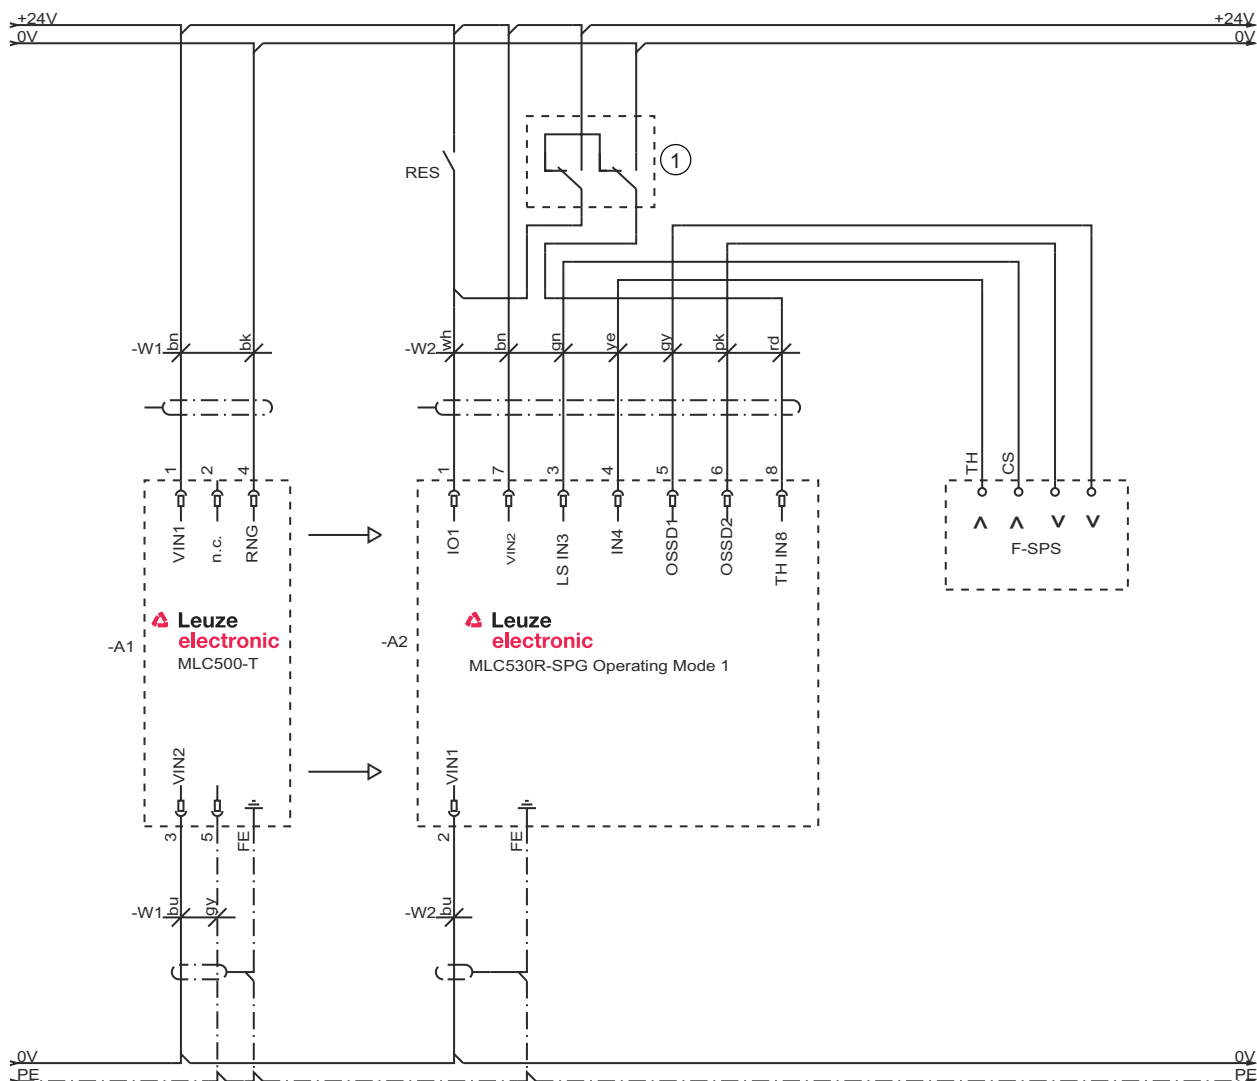 +24V +24V
0V 0V
RES 1
-W1 bn bk -W2 wh bn gn ye gy pk rd
1 2 4 1 7 3 4 5 6 8 TH CS
VIN1 n.c. RNG IO1 VIN2 LS IN3 IN4 OSSD1 OSSD2 TH IN8
F-SPS
Leuze Leuze
-A1 electronic -A2 electronic
MLC500-T MLC530R-SPG Operating Mode 1
VIN2 VIN1
3 5 FE 2 FE
-W1 bu gy -W2 bu
0V 0V
PE PE